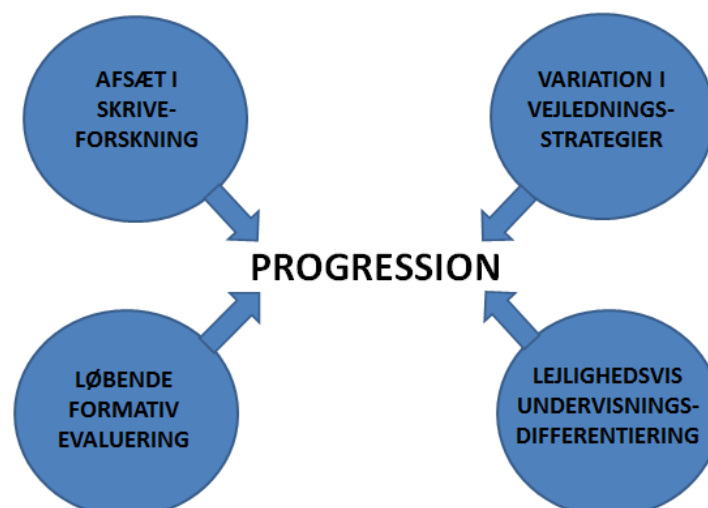 AFSÆT I
SKRIVE-
FORSKNING
VARIATION I
VEJLEDNINGS-
STRATEGIER
PROGRESSION
LØBENDE
FORMATIV
EVALUERING
LEJLIGHEDSVIS
UNDERVISNINGS-
DIFFERENTIERING